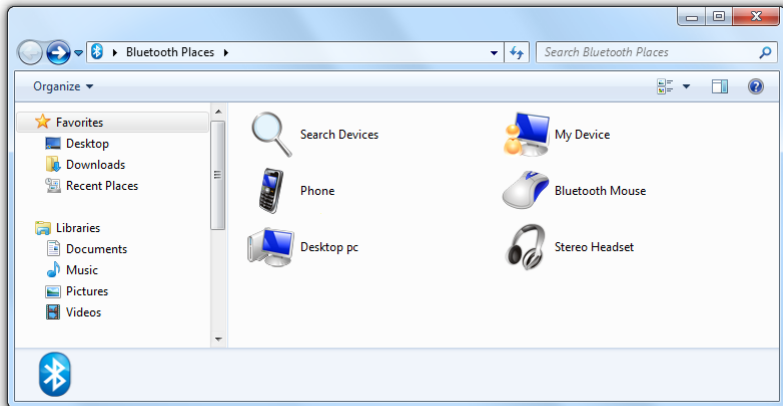 Bluetooth Places
Search Bluetooth Places
Organize
Favorites
Desktop
Downloads
Recent Places
Libraries
Documents
Music
Pictures
Videos
Search Devices
My Device
Phone
Bluetooth Mouse
Desktop pc
Stereo Headset